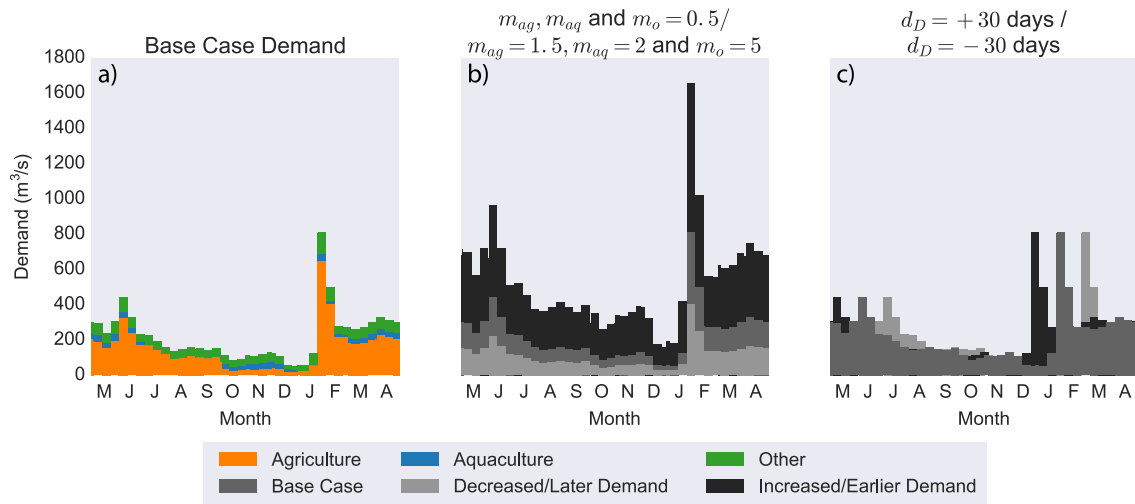 Base Case Demand
m_ag, m_aq and m_o = 0.5/
m_ag = 1.5, m_aq = 2 and m_o = 5
d_D = + 30 days /
d_D = − 30 days
a)
b)
c)
Demand (m³/s)
1800
1600
1400
1200
1000
800
600
400
200
0
M J J A S O N D J F M A
M J J A S O N D J F M A
M J J A S O N D J F M A
Month
Month
Month
Agriculture
Aquaculture
Other
Base Case
Decreased/Later Demand
Increased/Earlier Demand